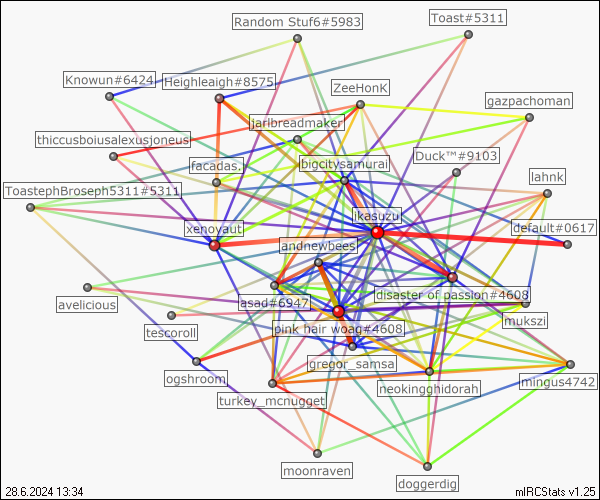 Toast#5311
Random Stuf6#5983
Knowun#6424
Heighleaigh#8575
ZeeHonK
gazpachoman
jarlbreadmaker
thiccusboiusalexusjoneus
facadas.
bigcitysamurai
Duck™#9103
lahnk
ToastephBroseph5311#5311
ikasuzu
xenoyaut
default#0617
andnewbees
asad#6947
disaster of passion#4608
avelicious
mukszi
tescoroll
pink hair woag#4608
gregor_samsa
ogshroom
neokingghidorah
mingus4742
turkey_mcnugget
moonraven
doggerdig
28.6.2024 13:34
mIRCStats v1.25